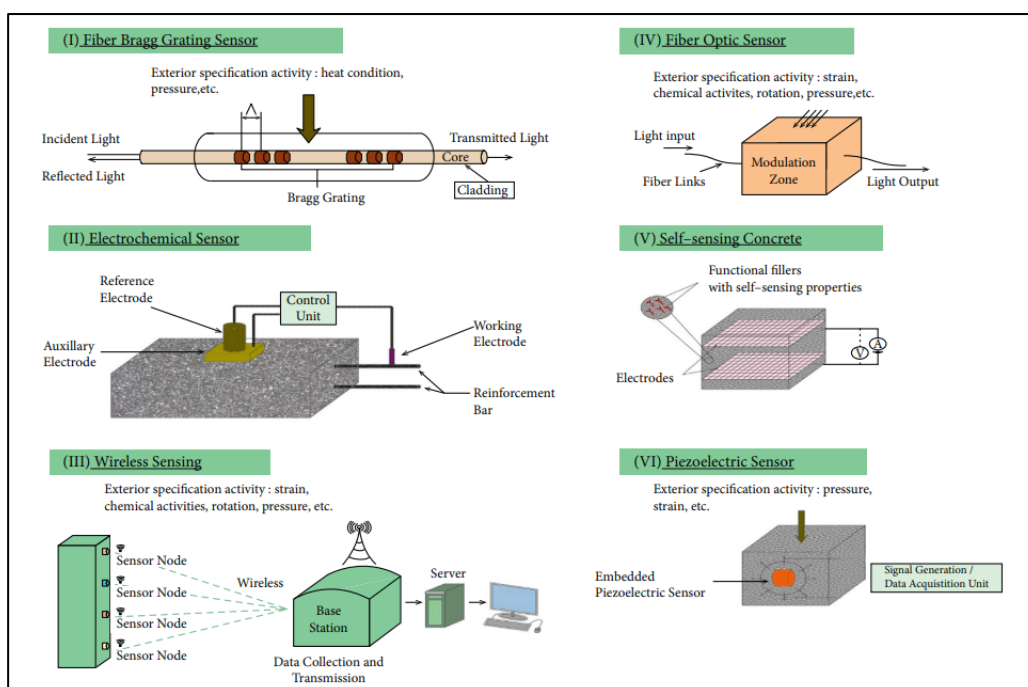 (I) Fiber Bragg Grating Sensor
Exterior specification activity : heat condition,
pressure,etc.
Λ
Incident Light
Reflected Light
Transmitted Light
Core
Cladding
Bragg Grating
(II) Electrochemical Sensor
Reference
Electrode
Control
Unit
Auxillary
Electrode
Working
Electrode
Reinforcement
Bar
(III) Wireless Sensing
Exterior specification activity : strain,
chemical activities, rotation, pressure, etc.
Sensor Node
Sensor Node
Sensor Node
Sensor Node
Wireless
Base
Station
Server
Data Collection and
Transmission
(IV) Fiber Optic Sensor
Exterior specification activity : strain,
chemical activites, rotation, pressure,etc.
Light input
Modulation
Zone
Fiber Links
Light Output
(V) Self-sensing Concrete
Functional fillers
with self-sensing properties
A
V
Electrodes
(VI) Piezoelectric Sensor
Exterior specification activity : pressure,
strain, etc.
Embedded
Piezoelectric Sensor
Signal Generation /
Data Acquistition Unit